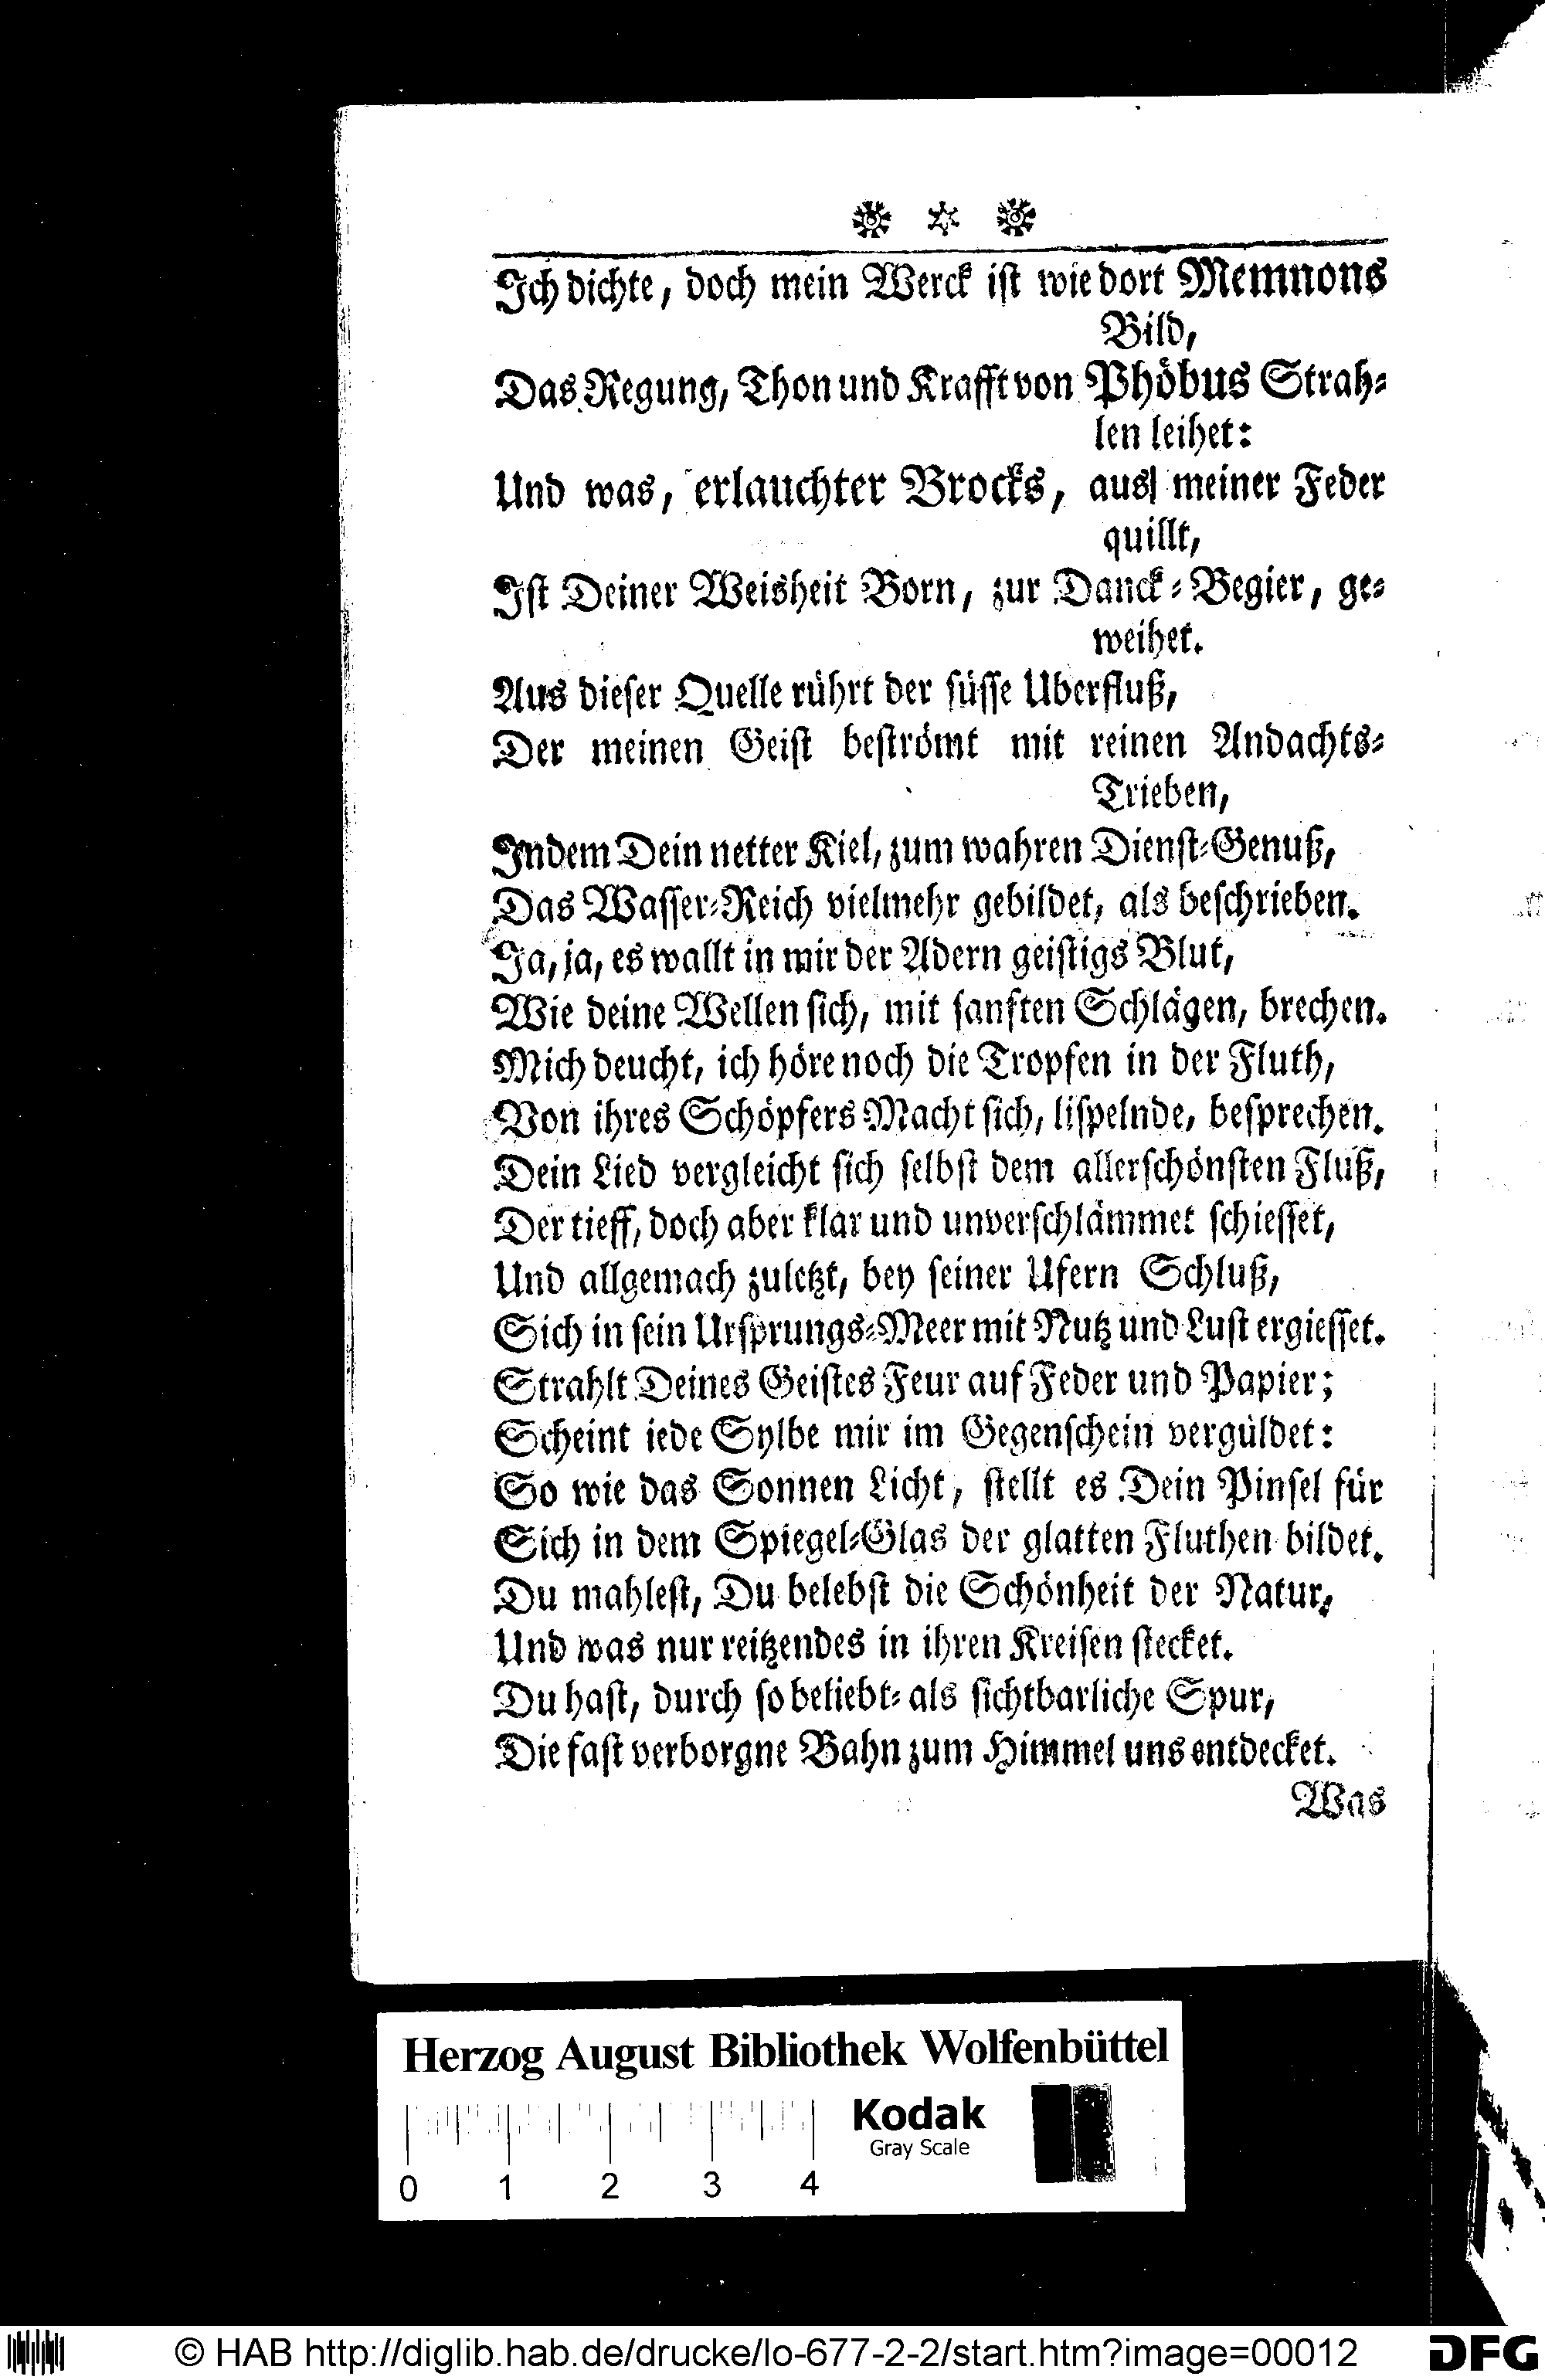 Ich dichte, doch mein Werck ist wie dort Memnons
Bild,
Das Regung, Thon und Krafft von Phöbus Strah-
len leihet:
Und was, erlauchter Brocks, aus meiner Feder
quillt,
Ist Deiner Weisheit Born, zur Danck-Begier, ge-
weihet.
Aus dieser Quelle rührt der süsse Uberfluß,
Der meinen Geist beströmt mit reinen Andachts-
Trieben,
Indem Dein netter Kiel, zum wahren Dienst-Genuß,
Das Wasser-Reich vielmehr gebildet, als beschrieben.
Ja, ja, es wallt in mir der Adern geistigs Blut,
Wie deine Wellen sich, mit sanften Schlägen, brechen.
Mich deucht, ich höre noch die Tropfen in der Fluth,
Von ihres Schöpfers Macht sich, lispelnde, besprechen.
Dein Lied vergleicht sich selbst dem allerschönsten Fluß,
Der tieff, doch aber klar und unverschlämmet schiesset,
Und allgemach zuletzt, bey seiner Ufern Schluß,
Sich in sein Ursprungs-Meer mit Nutz und Lust ergiesset.
Strahlt Deines Geistes Feur auf Feder und Papier;
Scheint iede Sylbe mir im Gegenschein vergüldet:
So wie das Sonnen Licht, stellt es Dein Pinsel für
Sich in dem Spiegel-Glas der glatten Fluthen bildet.
Du mahlest, Du belebst die Schönheit der Natur,
Und was nur reitzendes in ihren Kreisen stecket.
Du hast, durch so beliebt- als sichtbarliche Spur,
Die fast verborgne Bahn zum Himmel uns entdecket.
Was
Herzog August Bibliothek Wolfenbüttel
Kodak
Gray Scale
0 1 2 3 4
© HAB http://diglib.hab.de/drucke/lo-677-2-2/start.htm?image=00012
DFG